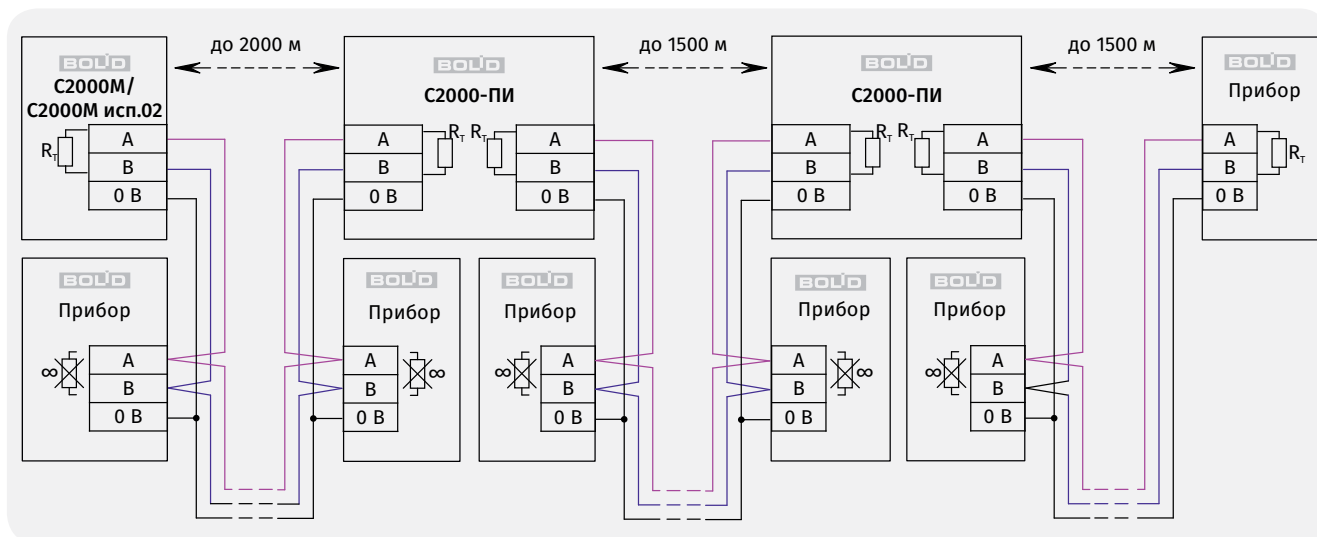 до 2000 м
до 1500 м
до 1500 м
BOLID
С2000М/
С2000М исп.02
Rт
A
B
0 В
BOLID
С2000-ПИ
A
B
0 В
Rт
Rт
A
B
0 В
BOLID
С2000-ПИ
A
B
0 В
Rт
Rт
A
B
0 В
BOLID
Прибор
A
B
0 В
Rт
BOLID
Прибор
∞
A
B
0 В
BOLID
Прибор
A
B
0 В
∞
BOLID
Прибор
∞
A
B
0 В
BOLID
Прибор
A
B
0 В
∞
BOLID
Прибор
∞
A
B
0 В